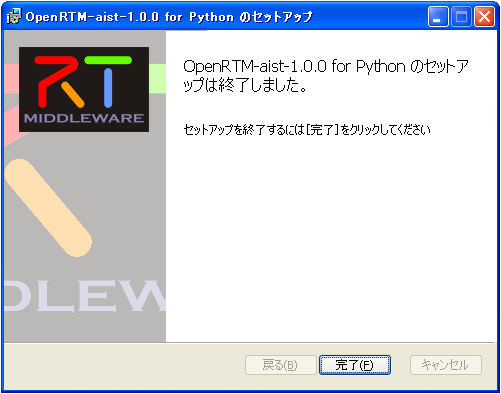 OpenRTM-aist-1.0.0 for Python のセットアップ
RT
MIDDLEWARE
OpenRTM-aist-1.0.0 for Python のセットア
ップは終了しました。
セットアップを終了するには[完了]をクリックしてください
DLEW
戻る(B)
完了(F)
キャンセル